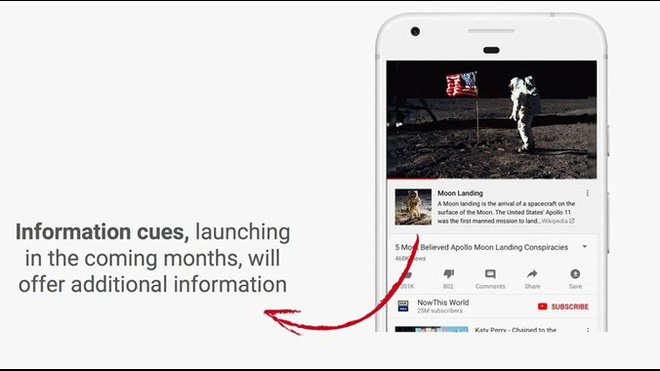 Information cues, launching
in the coming months, will
offer additional information
Moon Landing
A Moon landing is the arrival of a spacecraft on the
surface of the Moon. The United States' Apollo 11
was the first manned mission to land...Wikipedia
5 Most Believed Apollo Moon Landing Conspiracies
468K views
802
Comments
Share
Save
NowThis World
25M subscribers
SUBSCRIBE
Katy Perry - Chained to the